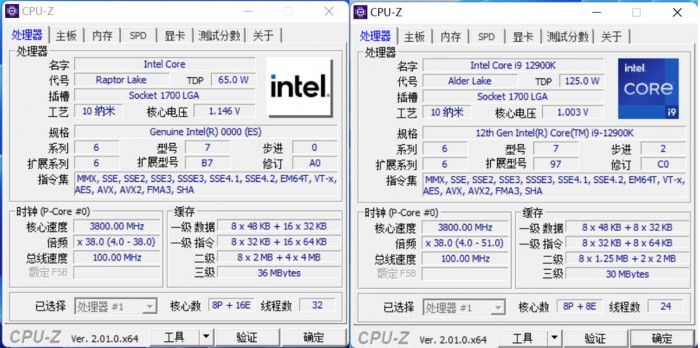 CPU-Z
处理器 主板 内存 SPD 显卡 測試分數 关于
处理器
名字 Intel Core
代号 Raptor Lake TDP 65.0 W
插槽 Socket 1700 LGA
工艺 10 纳米 核心电压 1.146 V
intel
规格 Genuine Intel(R) 0000 (ES)
系列 6 型号 7 步进 0
扩展系列 6 扩展型号 B7 修订 A0
指令集 MMX, SSE, SSE2, SSE3, SSSE3, SSE4.1, SSE4.2, EM64T, VT-x,
AES, AVX, AVX2, FMA3, SHA
时钟 (P-Core #0)
核心速度 3800.00 MHz
倍频 x 38.0 (4.0 - 38.0)
总线速度 100.00 MHz
额定 FSB
缓存
一级 数据 8 x 48 KB + 16 x 32 KB
一级 指令 8 x 32 KB + 16 x 64 KB
二级 8 x 2 MB + 4 x 4 MB
三级 36 MBytes
已选择 处理器 #1 核心数 8P + 16E 线程数 32
CPU-Z Ver. 2.01.0.x64 工具 验证 确定
CPU-Z
处理器 主板 内存 SPD 显卡 測試分數 关于
处理器
名字 Intel Core i9 12900K
代号 Alder Lake TDP 125.0 W
插槽 Socket 1700 LGA
工艺 10 纳米 核心电压 1.003 V
intel
CORE
i9
规格 12th Gen Intel(R) Core(TM) i9-12900K
系列 6 型号 7 步进 2
扩展系列 6 扩展型号 97 修订 C0
指令集 MMX, SSE, SSE2, SSE3, SSSE3, SSE4.1, SSE4.2, EM64T, VT-x,
AES, AVX, AVX2, FMA3, SHA
时钟 (P-Core #0)
核心速度 3800.00 MHz
倍频 x 38.0 (4.0 - 51.0)
总线速度 100.00 MHz
额定 FSB
缓存
一级 数据 8 x 48 KB + 8 x 32 KB
一级 指令 8 x 32 KB + 8 x 64 KB
二级 8 x 1.25 MB + 2 x 2 MB
三级 30 MBytes
已选择 处理器 #1 核心数 8P + 8E 线程数 24
CPU-Z Ver. 2.01.0.x64 工具 验证 确定